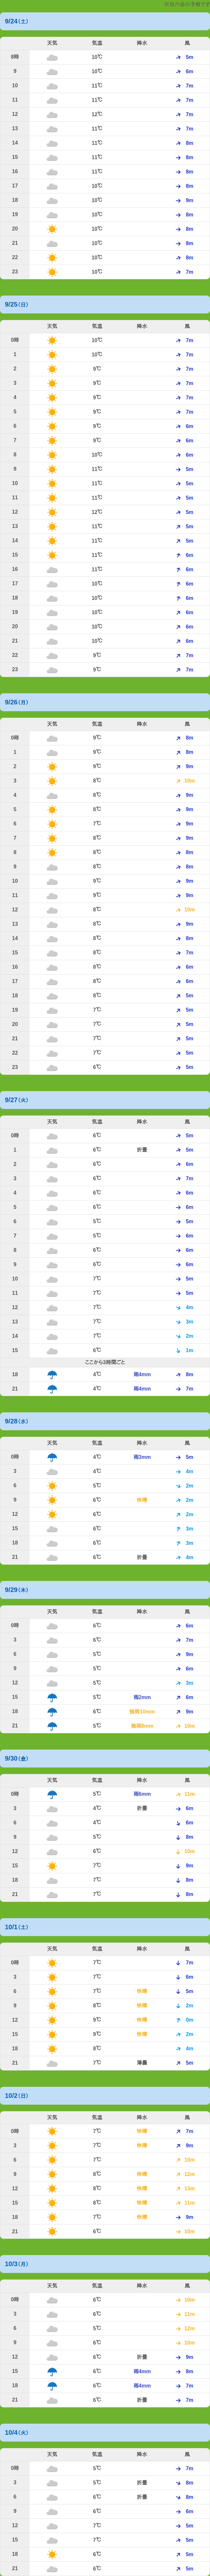 9/24(土)
天気 気温 降水 風
8時 10℃ 5m
9 10℃ 6m
10 11℃ 7m
11 11℃ 7m
12 12℃ 7m
13 11℃ 7m
14 11℃ 8m
15 11℃ 8m
16 11℃ 8m
17 10℃ 8m
18 10℃ 9m
19 10℃ 8m
20 10℃ 8m
21 10℃ 8m
22 10℃ 8m
23 10℃ 7m
9/25(日)
天気 気温 降水 風
0時 10℃ 7m
1 10℃ 7m
2 9℃ 7m
3 9℃ 7m
4 9℃ 7m
5 9℃ 7m
6 9℃ 6m
7 9℃ 6m
8 10℃ 6m
9 11℃ 5m
10 11℃ 5m
11 11℃ 5m
12 12℃ 5m
13 11℃ 5m
14 11℃ 5m
15 11℃ 6m
16 11℃ 6m
17 10℃ 6m
18 10℃ 6m
19 10℃ 6m
20 10℃ 6m
21 10℃ 6m
22 9℃ 7m
23 9℃ 7m
9/26(月)
天気 気温 降水 風
0時 9℃ 8m
1 9℃ 8m
2 9℃ 9m
3 8℃ 10m
4 8℃ 9m
5 8℃ 9m
6 7℃ 9m
7 8℃ 9m
8 8℃ 8m
9 8℃ 8m
10 9℃ 9m
11 9℃ 9m
12 8℃ 10m
13 8℃ 9m
14 8℃ 8m
15 8℃ 7m
16 8℃ 6m
17 8℃ 6m
18 8℃ 5m
19 7℃ 5m
20 7℃ 5m
21 7℃ 5m
22 7℃ 5m
23 6℃ 5m
9/27(火)
天気 気温 降水 風
0時 6℃ 5m
1 6℃ 折曇 5m
2 6℃ 6m
3 6℃ 7m
4 6℃ 6m
5 6℃ 6m
6 5℃ 5m
7 5℃ 6m
8 6℃ 6m
9 6℃ 6m
10 7℃ 5m
11 7℃ 5m
12 7℃ 4m
13 7℃ 3m
14 7℃ 2m
15 6℃ 1m
ここから3時間ごと
18 4℃ 雨4mm 8m
21 4℃ 雨4mm 7m
9/28(水)
天気 気温 降水 風
0時 4℃ 雨3mm 5m
3 4℃ 4m
6 5℃ 2m
9 6℃ 快晴 2m
12 6℃ 2m
15 6℃ 3m
18 6℃ 3m
21 6℃ 折曇 4m
9/29(木)
天気 気温 降水 風
0時 6℃ 6m
3 6℃ 7m
6 5℃ 9m
9 5℃ 6m
12 5℃ 3m
15 5℃ 雨2mm 6m
18 6℃ 強雨10mm 9m
21 5℃ 強雨8mm 10m
9/30(金)
天気 気温 降水 風
0時 5℃ 雨6mm 11m
3 4℃ 折曇 6m
6 4℃ 6m
9 5℃ 8m
12 6℃ 10m
15 7℃ 9m
18 7℃ 8m
21 7℃ 8m
10/1(土)
天気 気温 降水 風
0時 7℃ 7m
3 7℃ 6m
6 7℃ 快晴 5m
9 8℃ 快晴 2m
12 9℃ 快晴 0m
15 9℃ 快晴 2m
18 8℃ 4m
21 7℃ 薄曇 5m
10/2(日)
天気 気温 降水 風
0時 7℃ 快晴 7m
3 7℃ 快晴 9m
6 7℃ 10m
9 8℃ 快晴 12m
12 8℃ 快晴 13m
15 8℃ 快晴 11m
18 7℃ 快晴 9m
21 6℃ 10m
10/3(月)
天気 気温 降水 風
0時 6℃ 10m
3 6℃ 11m
6 5℃ 12m
9 6℃ 10m
12 6℃ 折曇 9m
15 6℃ 雨4mm 8m
18 6℃ 雨4mm 7m
21 6℃ 折曇 7m
10/4(火)
天気 気温 降水 風
0時 5℃ 7m
3 5℃ 折曇 8m
6 6℃ 折曇 8m
9 6℃ 6m
12 7℃ 5m
15 7℃ 5m
18 6℃ 5m
21 6℃ 5m